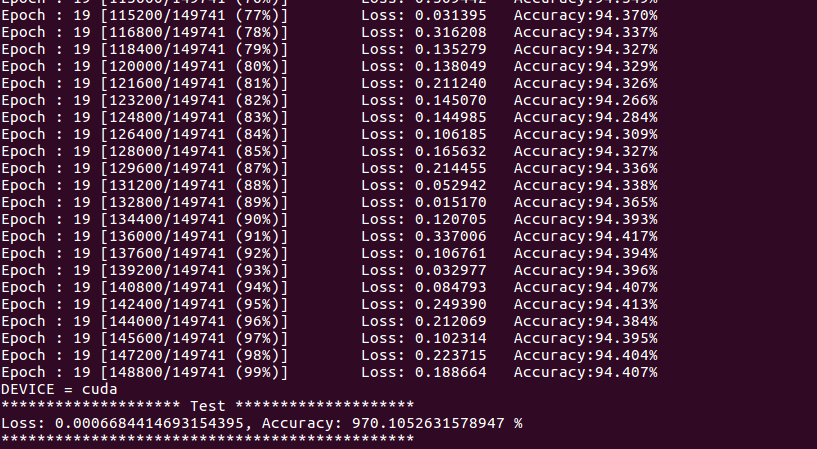 Epoch : 19 [115200/149741 (77%)] Loss: 0.031395 Accuracy:94.370%
Epoch : 19 [116800/149741 (78%)] Loss: 0.316208 Accuracy:94.337%
Epoch : 19 [118400/149741 (79%)] Loss: 0.135279 Accuracy:94.327%
Epoch : 19 [120000/149741 (80%)] Loss: 0.138049 Accuracy:94.329%
Epoch : 19 [121600/149741 (81%)] Loss: 0.211240 Accuracy:94.326%
Epoch : 19 [123200/149741 (82%)] Loss: 0.145070 Accuracy:94.266%
Epoch : 19 [124800/149741 (83%)] Loss: 0.144985 Accuracy:94.284%
Epoch : 19 [126400/149741 (84%)] Loss: 0.106185 Accuracy:94.309%
Epoch : 19 [128000/149741 (85%)] Loss: 0.165632 Accuracy:94.327%
Epoch : 19 [129600/149741 (87%)] Loss: 0.214455 Accuracy:94.336%
Epoch : 19 [131200/149741 (88%)] Loss: 0.052942 Accuracy:94.338%
Epoch : 19 [132800/149741 (89%)] Loss: 0.015170 Accuracy:94.365%
Epoch : 19 [134400/149741 (90%)] Loss: 0.120705 Accuracy:94.393%
Epoch : 19 [136000/149741 (91%)] Loss: 0.337006 Accuracy:94.417%
Epoch : 19 [137600/149741 (92%)] Loss: 0.106761 Accuracy:94.394%
Epoch : 19 [139200/149741 (93%)] Loss: 0.032977 Accuracy:94.396%
Epoch : 19 [140800/149741 (94%)] Loss: 0.084793 Accuracy:94.407%
Epoch : 19 [142400/149741 (95%)] Loss: 0.249390 Accuracy:94.413%
Epoch : 19 [144000/149741 (96%)] Loss: 0.212069 Accuracy:94.384%
Epoch : 19 [145600/149741 (97%)] Loss: 0.102314 Accuracy:94.395%
Epoch : 19 [147200/149741 (98%)] Loss: 0.223715 Accuracy:94.404%
Epoch : 19 [148800/149741 (99%)] Loss: 0.188664 Accuracy:94.407%
DEVICE = cuda
******************** Test ********************
Loss: 0.0006684414693154395, Accuracy: 970.1052631578947 %
**********************************************